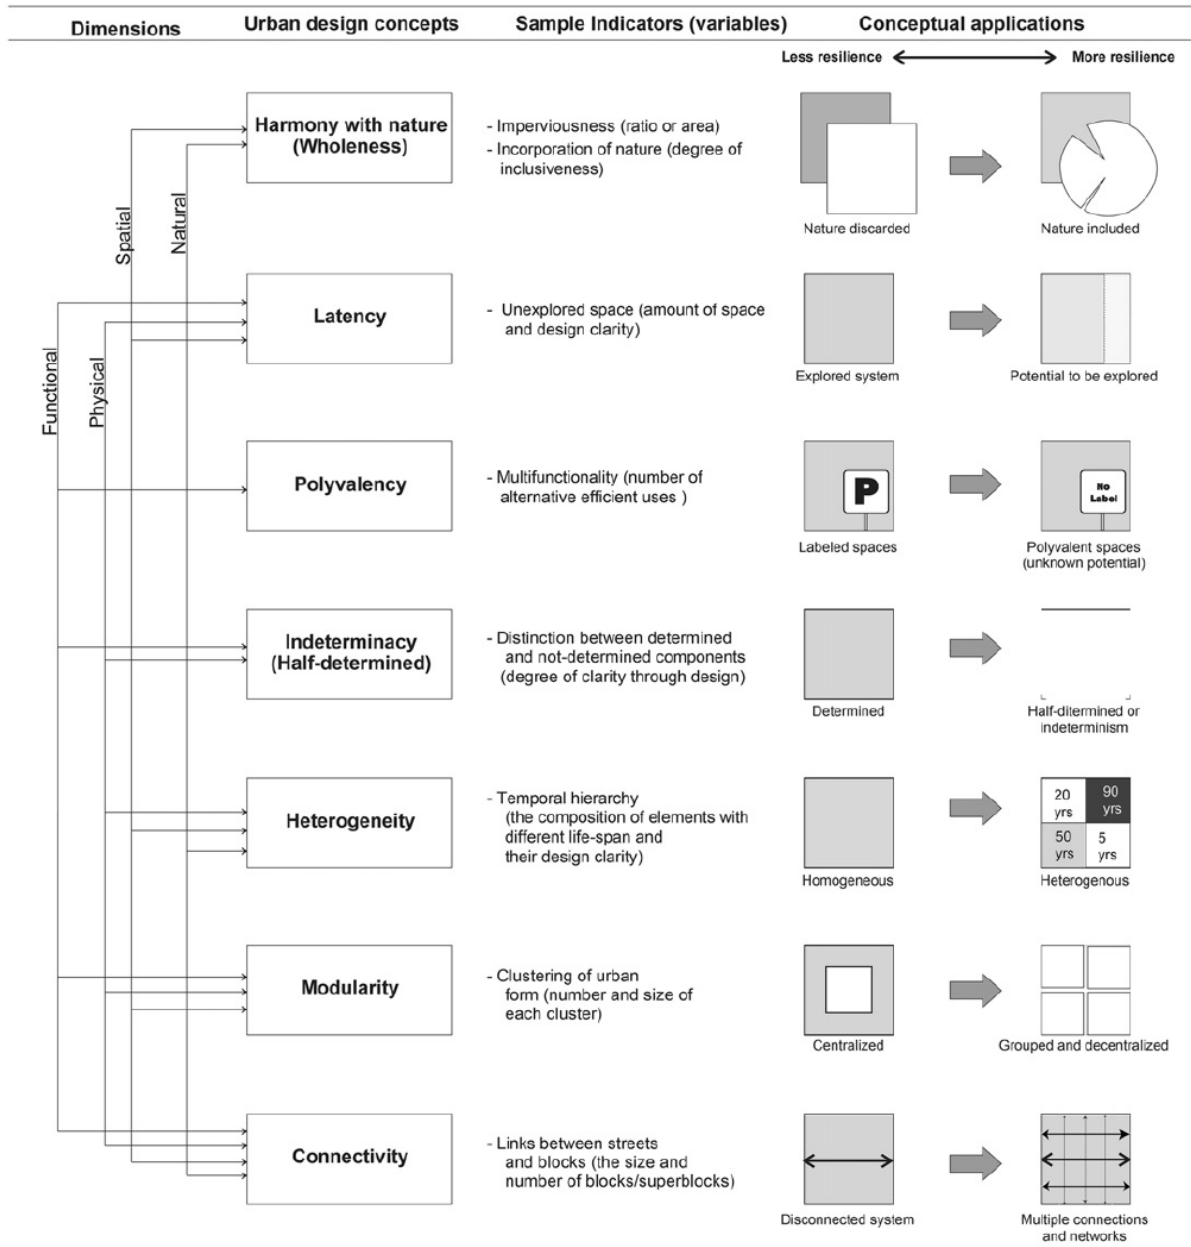 Dimensions
Urban design concepts
Sample Indicators (variables)
Conceptual applications
Less resilience
More resilience
Functional
Physical
Spatial
Natural
Harmony with nature
(Wholeness)
- Imperviousness (ratio or area)
- Incorporation of nature (degree of
inclusiveness)
Nature discarded
Nature included
Latency
- Unexplored space (amount of space
and design clarity)
Explored system
Potential to be explored
Polyvalency
- Multifunctionality (number of
alternative efficient uses )
P
No
Label
Labeled spaces
Polyvalent spaces
(unknown potential)
Indeterminacy
(Half-determined)
- Distinction between determined
and not-determined components
(degree of clarity through design)
Determined
Half-ditermined or
indeterminism
Heterogeneity
- Temporal hierarchy
(the composition of elements with
different life-span and
their design clarity)
20
yrs
90
yrs
50
yrs
5
yrs
Homogeneous
Heterogenous
Modularity
- Clustering of urban
form (number and size of
each cluster)
Centralized
Grouped and decentralized
Connectivity
- Links between streets
and blocks (the size and
number of blocks/superblocks)
Disconnected system
Multiple connections
and networks